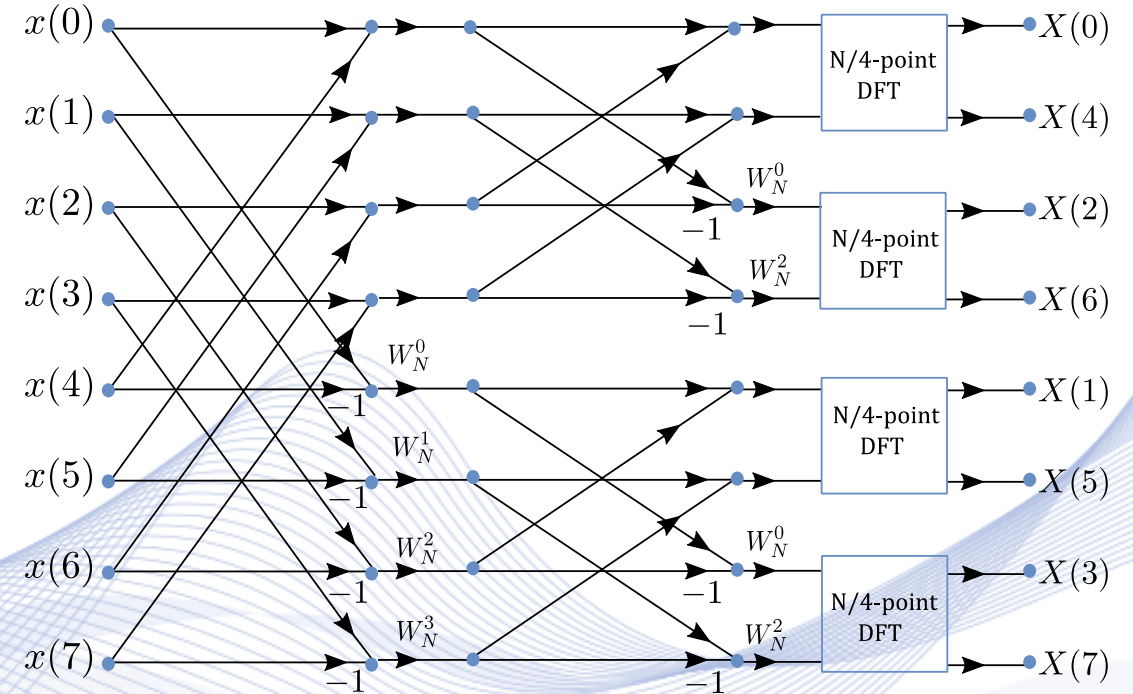 x(0) X(0)
N/4-point
DFT
x(1) X(4)
W_N^0
x(2) X(2)
−1
N/4-point
DFT
W_N^2
x(3) X(6)
−1
W_N^0
x(4) X(1)
−1
N/4-point
DFT
W_N^1
x(5) X(5)
−1
W_N^2 W_N^0
x(6) X(3)
−1 −1
N/4-point
DFT
W_N^3 W_N^2
x(7) X(7)
−1 −1